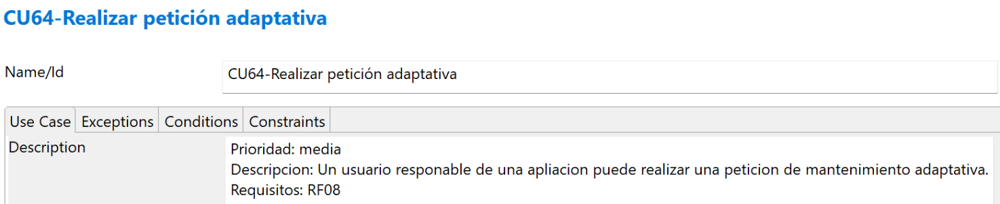 CU64-Realizar petición adaptativa
Name/Id
CU64-Realizar petición adaptativa
Use Case Exceptions Conditions Constraints
Description
Prioridad: media
Descripcion: Un usuario responable de una apliacion puede realizar una peticion de mantenimiento adaptativa.
Requisitos: RF08